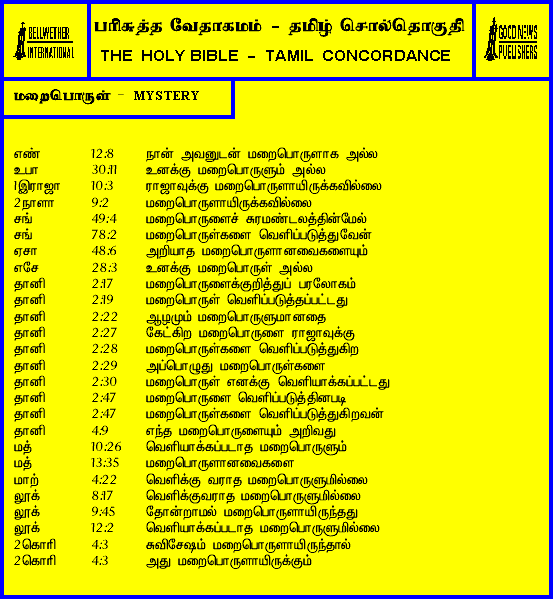 BELLWETHER
INTERNATIONAL
பரிசுத்த வேதாகமம் - தமிழ் சொல்தொகுதி
THE HOLY BIBLE - TAMIL CONCORDANCE
GOOD NEWS
PUBLISHERS
மறைபொருள் - MYSTERY
எண் 12:8 நான் அவனுடன் மறைபொருளாக அல்ல
உபா 30:11 உனக்கு மறைபொருளும் அல்ல
1இராஜா 10:3 ராஜாவுக்கு மறைபொருளாயிருக்கவில்லை
2நாளா 9:2 மறைபொருளாயிருக்கவில்லை
சங் 49:4 மறைபொருளைச் சுரமண்டலத்தின்மேல்
சங் 78:2 மறைபொருள்களை வெளிப்படுத்துவேன்
ஏசா 48:6 அறியாத மறைபொருளானவைகளையும்
எசே 28:3 உனக்கு மறைபொருள் அல்ல
தானி 2:17 மறைபொருளைக்குறித்துப் பரலோகம்
தானி 2:19 மறைபொருள் வெளிப்படுத்தப்பட்டது
தானி 2:22 ஆழமும் மறைபொருளுமானதை
தானி 2:27 கேட்கிற மறைபொருளை ராஜாவுக்கு
தானி 2:28 மறைபொருள்களை வெளிப்படுத்துகிற
தானி 2:29 அப்பொழுது மறைபொருள்களை
தானி 2:30 மறைபொருள் எனக்கு வெளியாக்கப்பட்டது
தானி 2:47 மறைபொருளை வெளிப்படுத்தினபடி
தானி 2:47 மறைபொருள்களை வெளிப்படுத்துகிறவன்
தானி 4:9 எந்த மறைபொருளையும் அறிவது
மத் 10:26 வெளியாக்கப்படாத மறைபொருளும்
மத் 13:35 மறைபொருளானவைகளை
மாற் 4:22 வெளிக்கு வராத மறைபொருளுமில்லை
லூக் 8:17 வெளிக்குவராத மறைபொருளுமில்லை
லூக் 9:45 தோன்றாமல் மறைபொருளாயிருந்தது
லூக் 12:2 வெளியாக்கப்படாத மறைபொருளுமில்லை
2கொரி 4:3 சுவிசேஷம் மறைபொருளாயிருந்தால்
2கொரி 4:3 அது மறைபொருளாயிருக்கும்